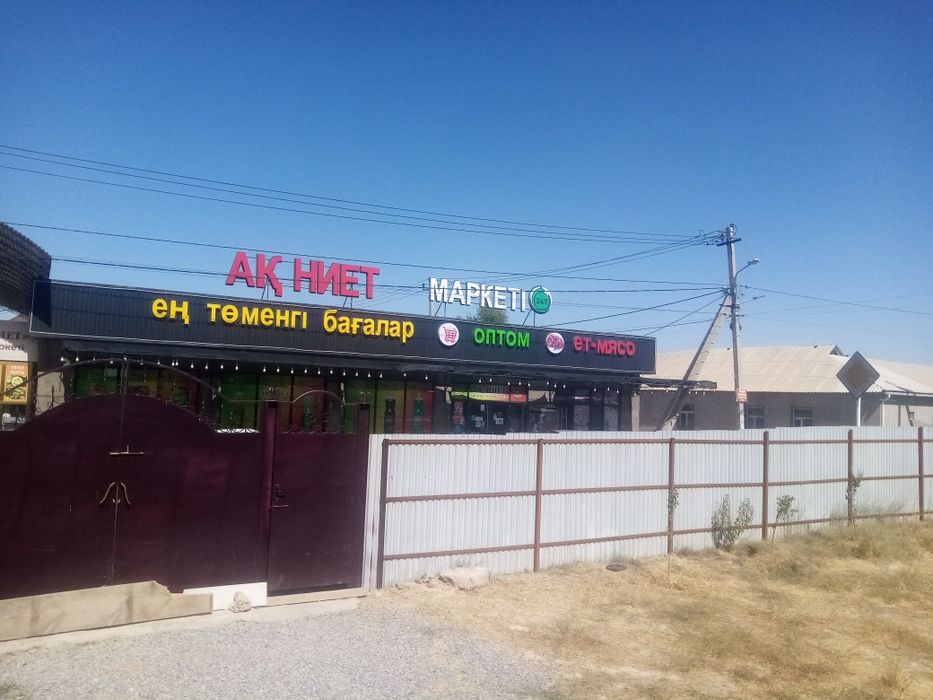 АҚ НИЕТ
МАРКЕТІ 24/7
ең төменгі бағалар
ОПТОМ
ет-мясо